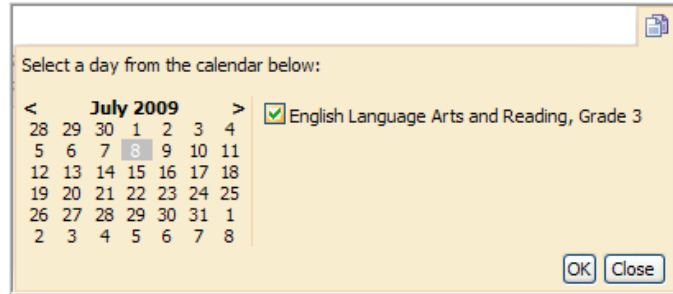 Select a day from the calendar below:
< July 2009 >
28 29 30 1 2 3 4
5 6 7 8 9 10 11
12 13 14 15 16 17 18
19 20 21 22 23 24 25
26 27 28 29 30 31 1
2 3 4 5 6 7 8
English Language Arts and Reading, Grade 3
OK Close